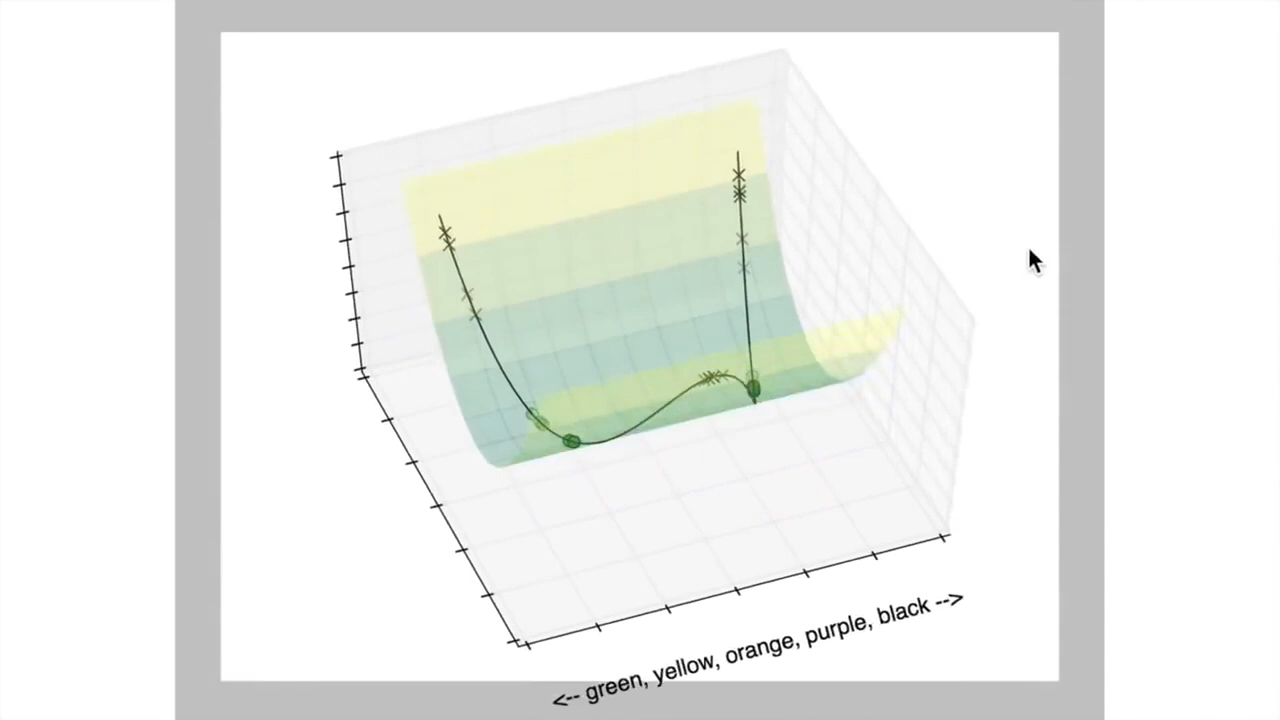 <-- green, yellow, orange, purple, black -->